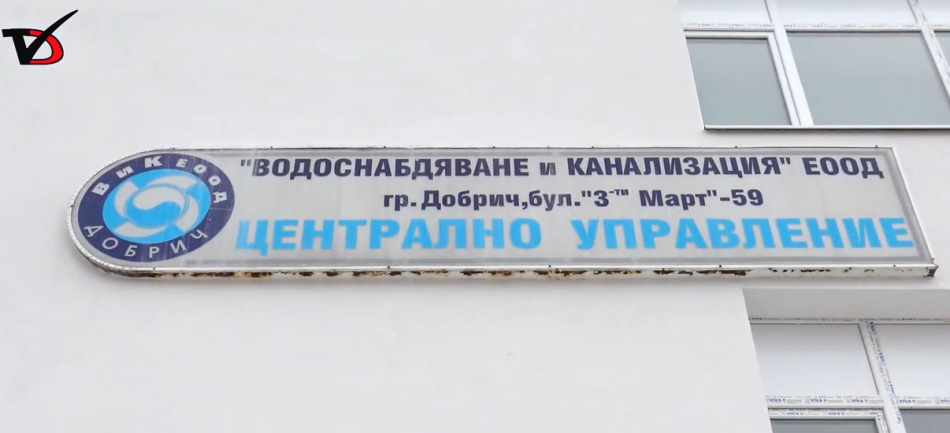 "ВОДОСНАБДЯВАНЕ и КАНАЛИЗАЦИЯ" ЕООД
гр.Добрич,бул."3-ти Март"-59
ЦЕНТРАЛНО УПРАВЛЕНИЕ
ВиК ЕООД
ДОБРИЧ